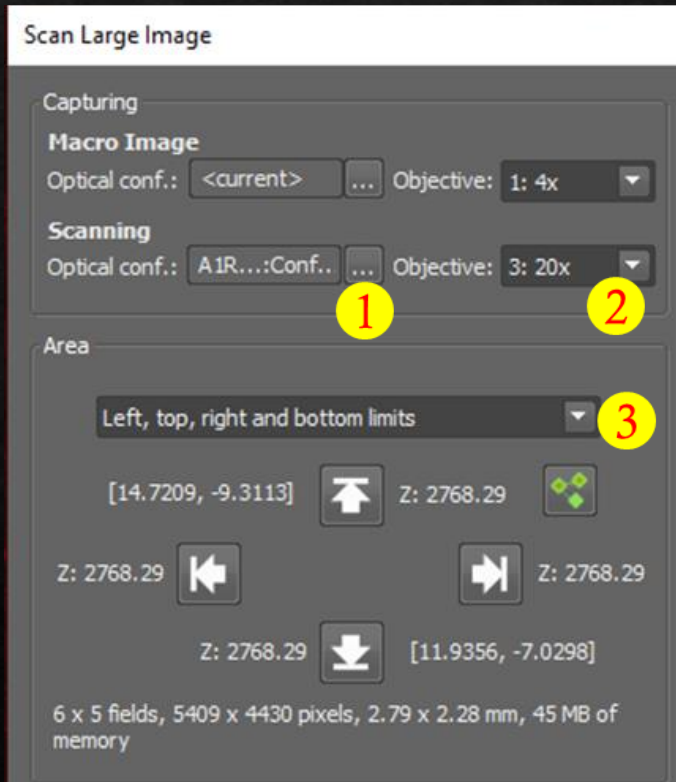 Scan Large Image
Capturing
Macro Image
Optical conf.: <current> ... Objective: 1: 4x
Scanning
Optical conf.: A1R...:Conf.. ... Objective: 3: 20x
1
2
Area
Left, top, right and bottom limits
3
[14.7209, -9.3113] Z: 2768.29
Z: 2768.29 Z: 2768.29
Z: 2768.29 [11.9356, -7.0298]
6 x 5 fields, 5409 x 4430 pixels, 2.79 x 2.28 mm, 45 MB of
memory